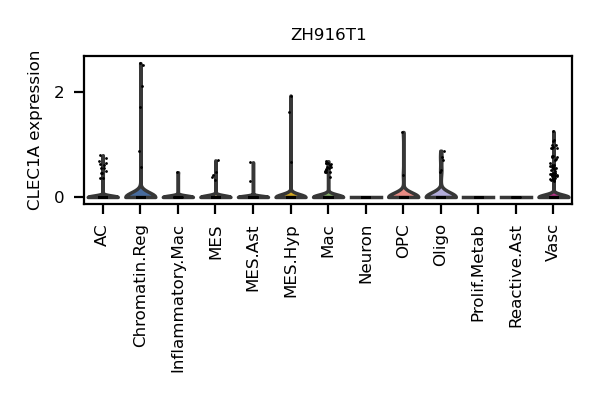 ZH916T1
CLEC1A expression
2
0
AC
Chromatin.Reg
Inflammatory.Mac
MES
MES.Ast
MES.Hyp
Mac
Neuron
OPC
Oligo
Prolif.Metab
Reactive.Ast
Vasc